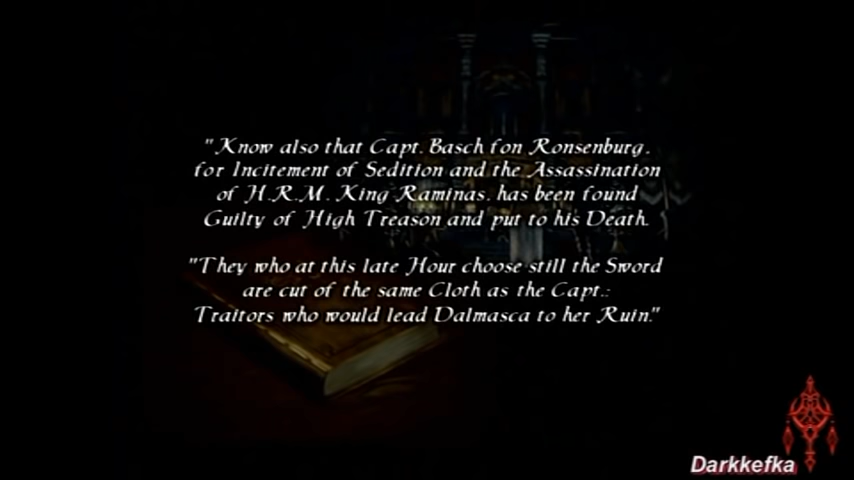 "Know also that Capt. Basch fon Ronsenburg,
for Incitement of Sedition and the Assassination
of H.R.M. King Raminas, has been found
Guilty of High Treason and put to his Death.
"They who at this late Hour choose still the Sword
are cut of the same Cloth as the Capt.:
Traitors who would lead Dalmasca to her Ruin."
Darkkefka